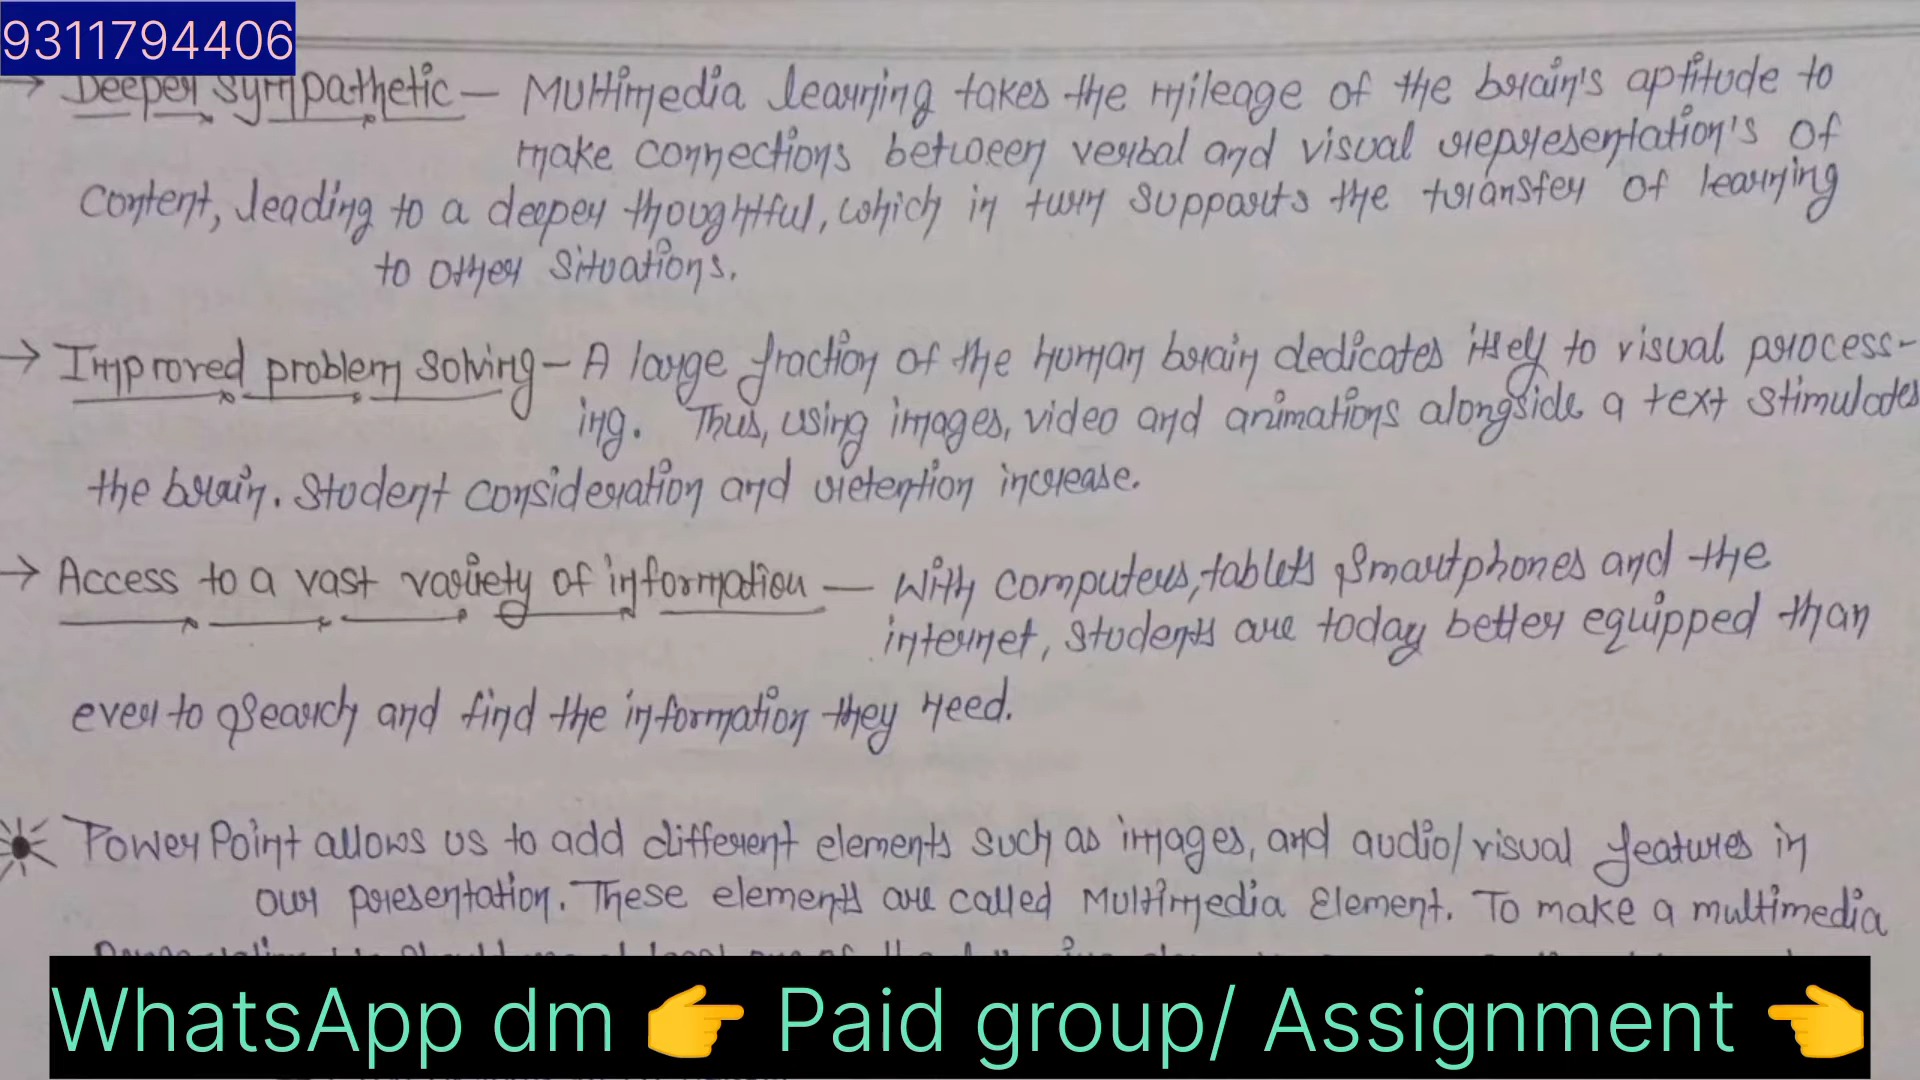 9311794406
→ Deeper sympathetic — Multimedia learning takes the mileage of the brain's aptitude to
make connections between verbal and visual representation's of
content, leading to a deeper thoughtful, which in turn supports the transfer of learning
to other situations.
→ Improved problem solving – A large fraction of the human brain dedicates itself to visual process-
ing. Thus, using images, video and animations alongside a text stimulates
the brain. Student consideration and retention increase.
→ Access to a vast variety of information — With computers, tablets, smartphones and the
internet, students are today better equipped than
ever to search and find the information they need.
PowerPoint allows us to add different elements such as images, and audio/visual features in
our presentation. These elements are called Multimedia Element. To make a multimedia
WhatsApp dm 👉 Paid group/ Assignment 👈